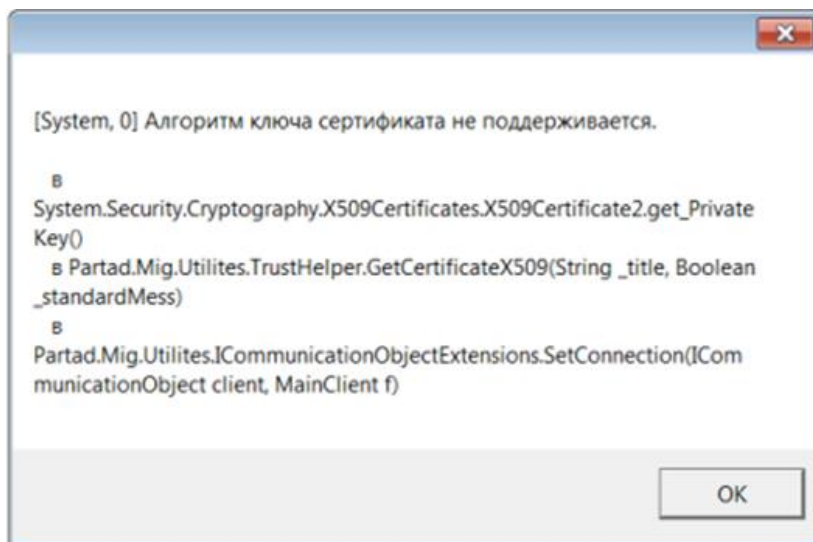 [System, 0] Алгоритм ключа сертификата не поддерживается.
в
System.Security.Cryptography.X509Certificates.X509Certificate2.get_Private
Key()
в Partad.Mig.Utilites.TrustHelper.GetCertificateX509(String _title, Boolean
_standardMess)
в
Partad.Mig.Utilites.ICommunicationObjectExtensions.SetConnection(ICom
municationObject client, MainClient f)
OK